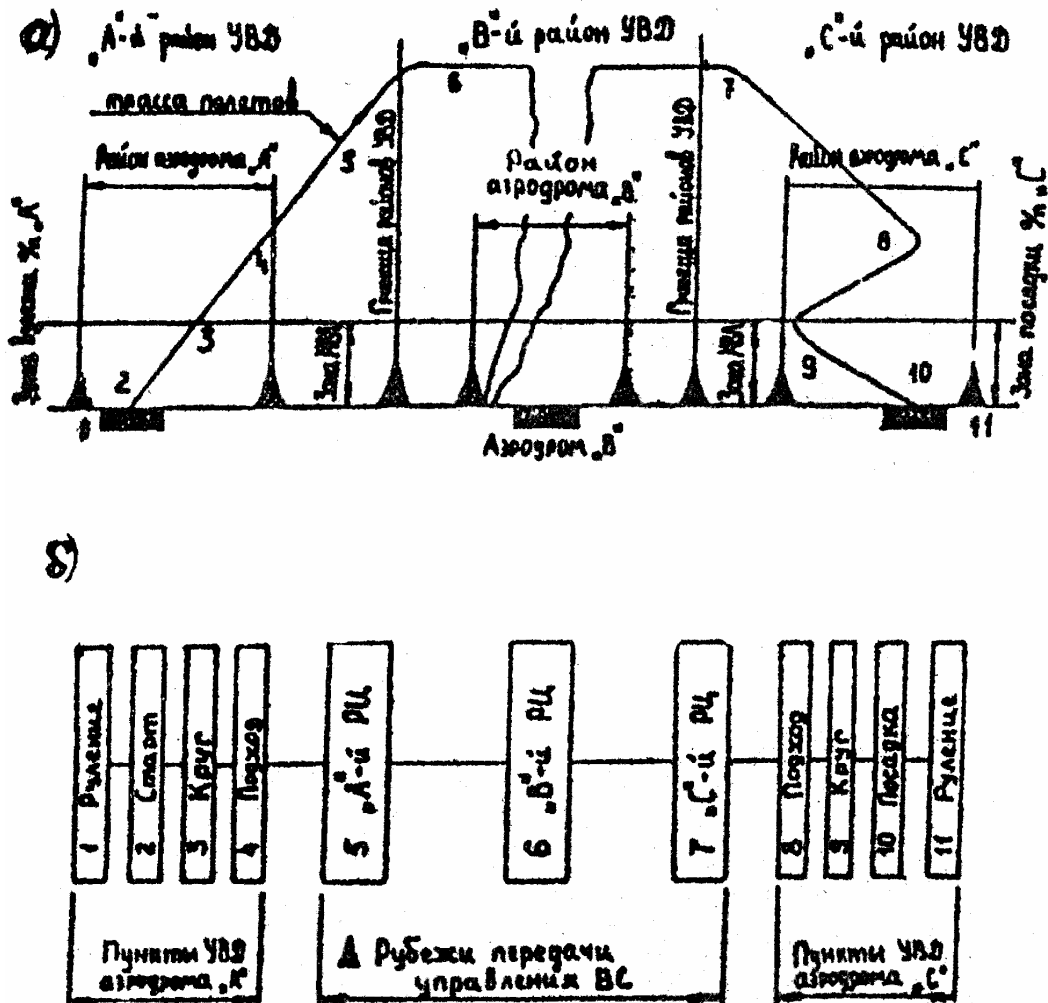 а)
„А“-й район УВД
„В“-й район УВД
„С“-й район УВД
трасса полетов
Район аэродрома „А“
Район
аэродрома „В“
Район аэродрома „С“
Граница районов УВД
Граница районов УВД
Зона взлета а/п „А“
Зона посадки а/п „С“
Зона
Зона
1
2
3
4
5
6
7
8
9
10
11
Аэродром „В“
б)
1 Руление
2 Старт
3 Круг
4 Подход
5 „А“-й РЦ
6 „В“-й РЦ
7 „С“-й РЦ
8 Подход
9 Круг
10 Посадка
11 Руление
Пункты УВД
аэродрома „А“
Рубежи передачи
управления ВС
Пункты УВД
аэродрома „С“